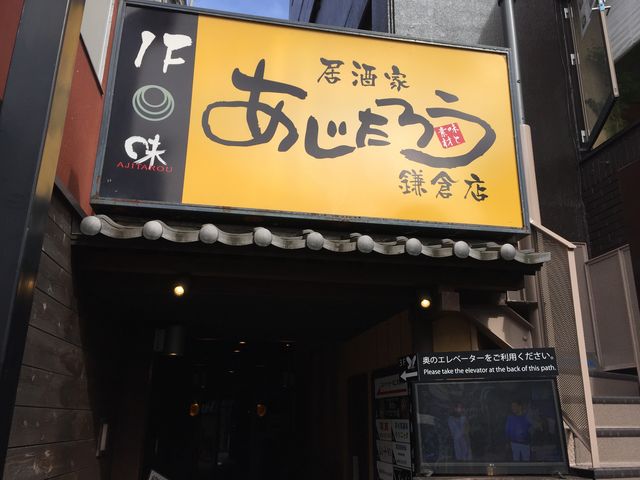 1F
味
AJITAROU
居酒家
あじたろう
味と
素材
鎌倉店
奥のエレベーターをご利用ください。
Please take the elevator at the back of this path.